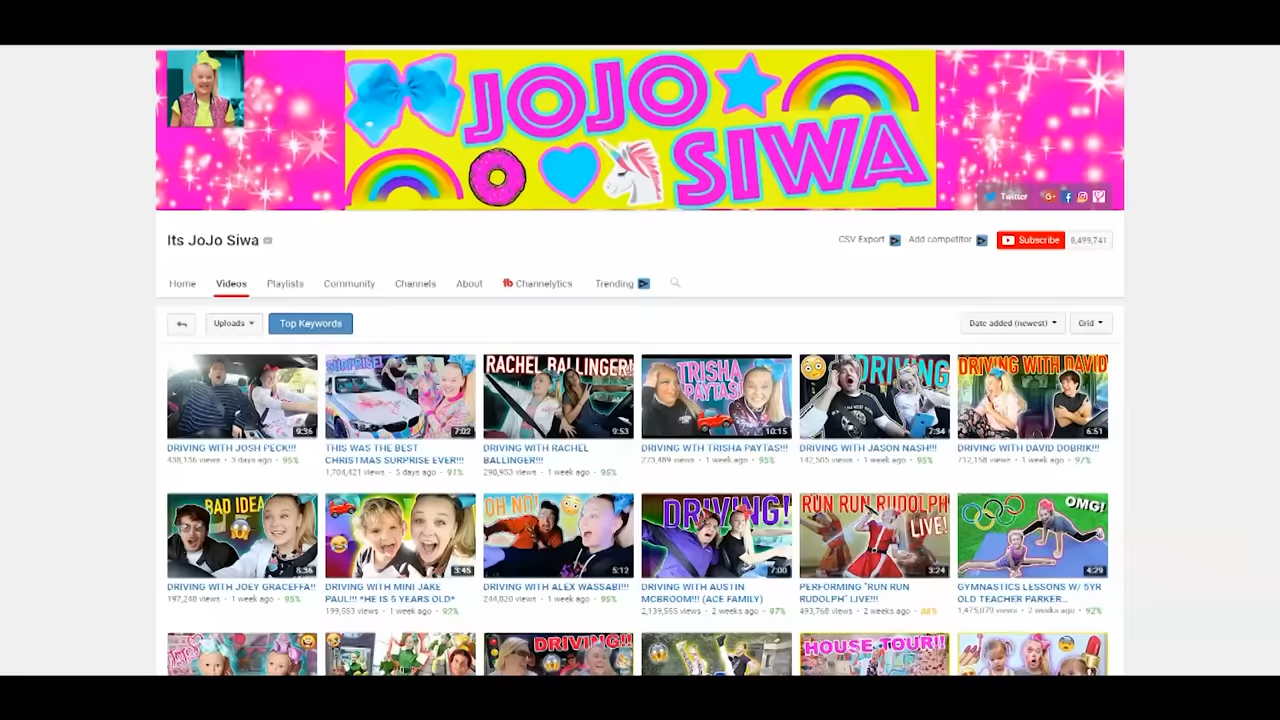 JOJO
SIWA
Twitter
Its JoJo Siwa
CSV Export
Add competitor
Subscribe
8,499,741
Home
Videos
Playlists
Community
Channels
About
fb Channelytics
Trending
Uploads
Top Keywords
Date added (newest)
Grid
9:36
SURPRISE!
7:02
RACHEL BALLINGER!
9:53
TRISHA
PAYTAS!
10:15
DRIVING
7:34
DRIVING WITH DAVID
6:51
DRIVING WITH JOSH PECK!!!
438,136 views · 3 days ago · 95%
THIS WAS THE BEST
CHRISTMAS SURPRISE EVER!!!
1,704,421 views · 5 days ago · 91%
DRIVING WITH RACHEL
BALLINGER!!!
298,953 views · 1 week ago · 95%
DRIVING WTH TRISHA PAYTAS!!!
273,489 views · 1 week ago · 95%
DRIVING WITH JASON NASH!!!
142,505 views · 1 week ago · 95%
DRIVING WITH DAVID DOBRIK!!!
712,158 views · 1 week ago · 97%
BAD IDEA
8:36
3:45
OH NO!
5:12
DRIVING!
7:00
RUN RUN RUDOLPH
LIVE!
3:24
OMG!
4:29
DRIVING WITH JOEY GRACEFFA!!
197,248 views · 1 week ago · 95%
DRIVING WITH MINI JAKE
PAUL!!! *HE IS 5 YEARS OLD*
199,553 views · 1 week ago · 92%
DRIVING WITH ALEX WASSABI!!!
244,820 views · 1 week ago · 95%
DRIVING WITH AUSTIN
MCBROOM!!! (ACE FAMILY)
2,139,555 views · 2 weeks ago · 97%
PERFORMING "RUN RUN
RUDOLPH" LIVE!!!
493,768 views · 2 weeks ago · 88%
GYMNASTICS LESSONS W/ 5YR
OLD TEACHER PARKER...
1,475,079 views · 2 weeks ago · 92%
DRIVING!!
HOUSE TOUR!!